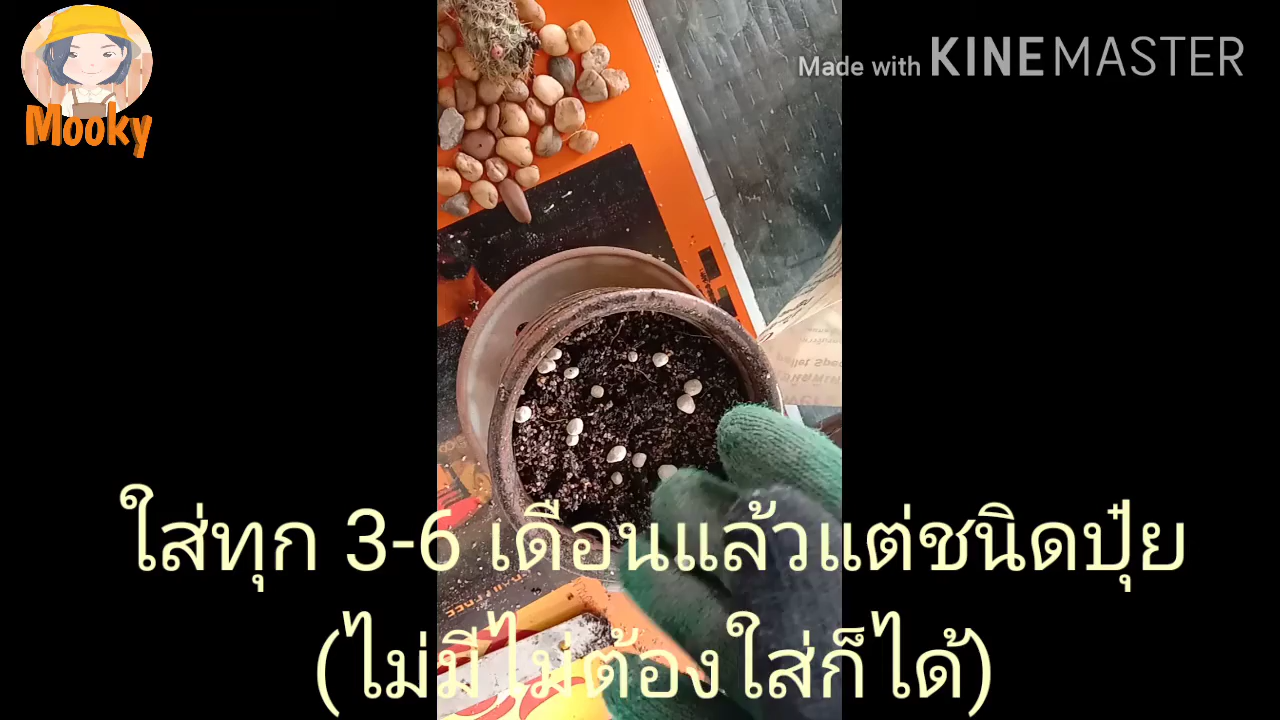 Mooky
Made with KINEMASTER
ใส่ทุก 3-6 เดือนแล้วแต่ชนิดปุ๋ย
(ไม่มีไม่ต้องใส่ก็ได้)